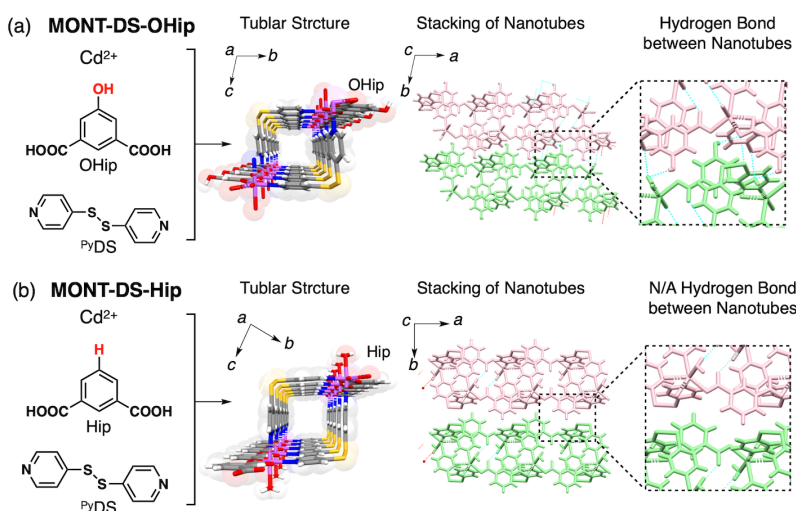 (a) MONT-DS-OHip
Tublar Strcture
Stacking of Nanotubes
Hydrogen Bond
between Nanotubes
Cd2+
OH
HOOC
COOH
OHip
N
S
S
N
PyDS
a
b
c
OHip
c
a
b
(b) MONT-DS-Hip
Tublar Strcture
Stacking of Nanotubes
N/A Hydrogen Bond
between Nanotubes
Cd2+
H
HOOC
COOH
Hip
N
S
S
N
PyDS
a
b
c
Hip
c
a
b